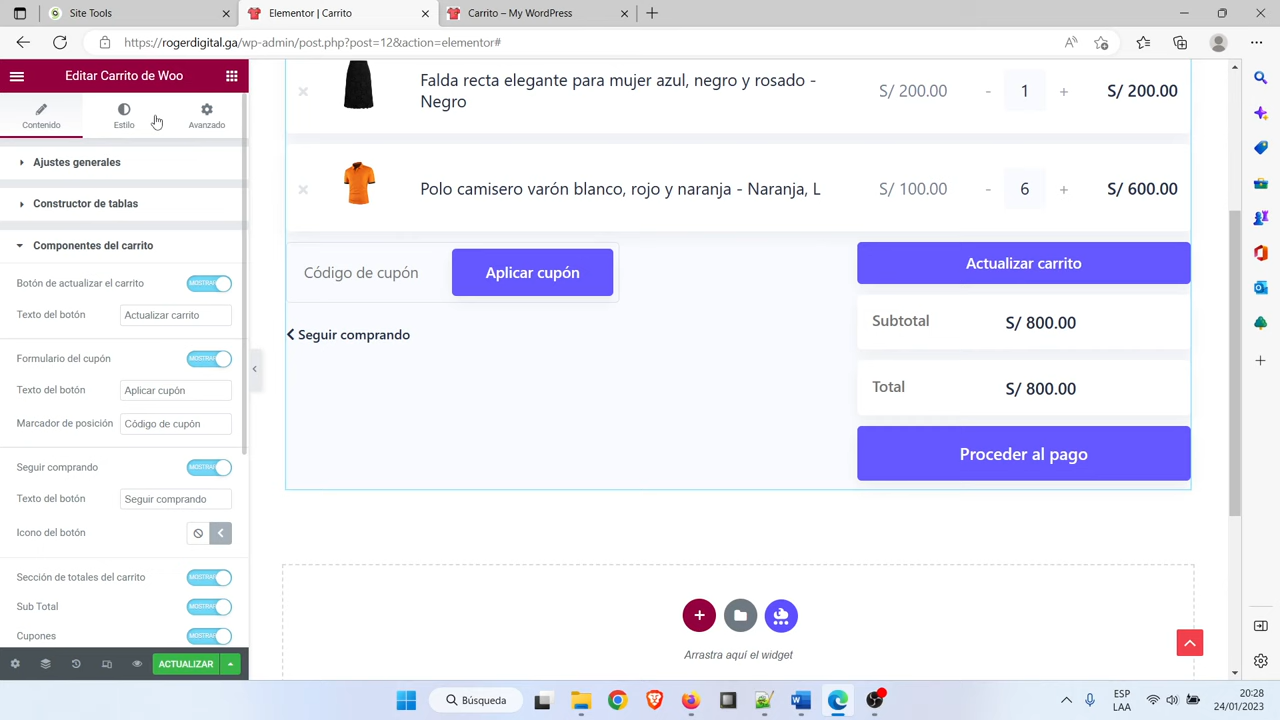 Site Tools
Elementor | Carrito
Carrito – My WordPress
https://rogerdigital.ga/wp-admin/post.php?post=12&action=elementor#
Editar Carrito de Woo
Contenido
Estilo
Avanzado
Ajustes generales
Constructor de tablas
Componentes del carrito
Botón de actualizar el carrito
Texto del botón
Actualizar carrito
Formulario del cupón
Texto del botón
Aplicar cupón
Marcador de posición
Código de cupón
Seguir comprando
Texto del botón
Seguir comprando
Icono del botón
Sección de totales del carrito
Sub Total
Cupones
ACTUALIZAR
Falda recta elegante para mujer azul, negro y rosado -
Negro
S/ 200.00
-
1
+
S/ 200.00
Polo camisero varón blanco, rojo y naranja - Naranja, L
S/ 100.00
-
6
+
S/ 600.00
Código de cupón
Aplicar cupón
Actualizar carrito
Seguir comprando
Subtotal
S/ 800.00
Total
S/ 800.00
Proceder al pago
Arrastra aquí el widget
Búsqueda
ESP
LAA
20:28
24/01/2023